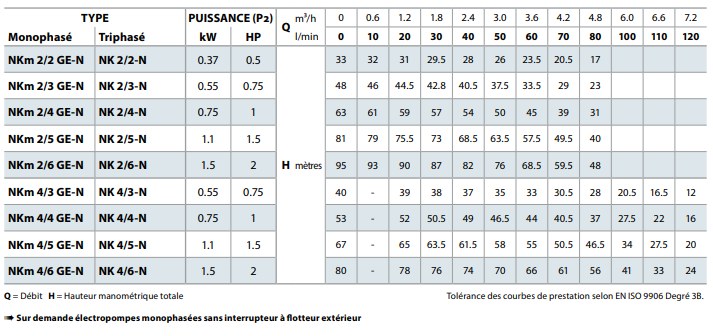 TYPE PUISSANCE (P2) Q m³/h 0 0.6 1.2 1.8 2.4 3.0 3.6 4.2 4.8 6.0 6.6 7.2
Monophasé Triphasé kW HP l/min 0 10 20 30 40 50 60 70 80 100 110 120
NKm 2/2 GE-N NK 2/2-N 0.37 0.5 33 32 31 29.5 28 26 23.5 20.5 17
NKm 2/3 GE-N NK 2/3-N 0.55 0.75 48 46 44.5 42.8 40.5 37.5 33.5 29 23
NKm 2/4 GE-N NK 2/4-N 0.75 1 63 61 59 57 54 50 45 39 31
NKm 2/5 GE-N NK 2/5-N 1.1 1.5 81 79 75.5 73 68.5 63.5 57.5 49.5 40
NKm 2/6 GE-N NK 2/6-N 1.5 2 H mètres 95 93 90 87 82 76 68.5 59.5 48
NKm 4/3 GE-N NK 4/3-N 0.55 0.75 40 - 39 38 37 35 33 30.5 28 20.5 16.5 12
NKm 4/4 GE-N NK 4/4-N 0.75 1 53 - 52 50.5 49 46.5 44 40.5 37 27.5 22 16
NKm 4/5 GE-N NK 4/5-N 1.1 1.5 67 - 65 63.5 61.5 58 55 50.5 46.5 34 27.5 20
NKm 4/6 GE-N NK 4/6-N 1.5 2 80 - 78 76 74 70 66 61 56 41 33 24
Q = Débit H = Hauteur manométrique totale Tolérance des courbes de prestation selon EN ISO 9906 Degré 3B.
➠ Sur demande électropompes monophasées sans interrupteur à flotteur extérieur